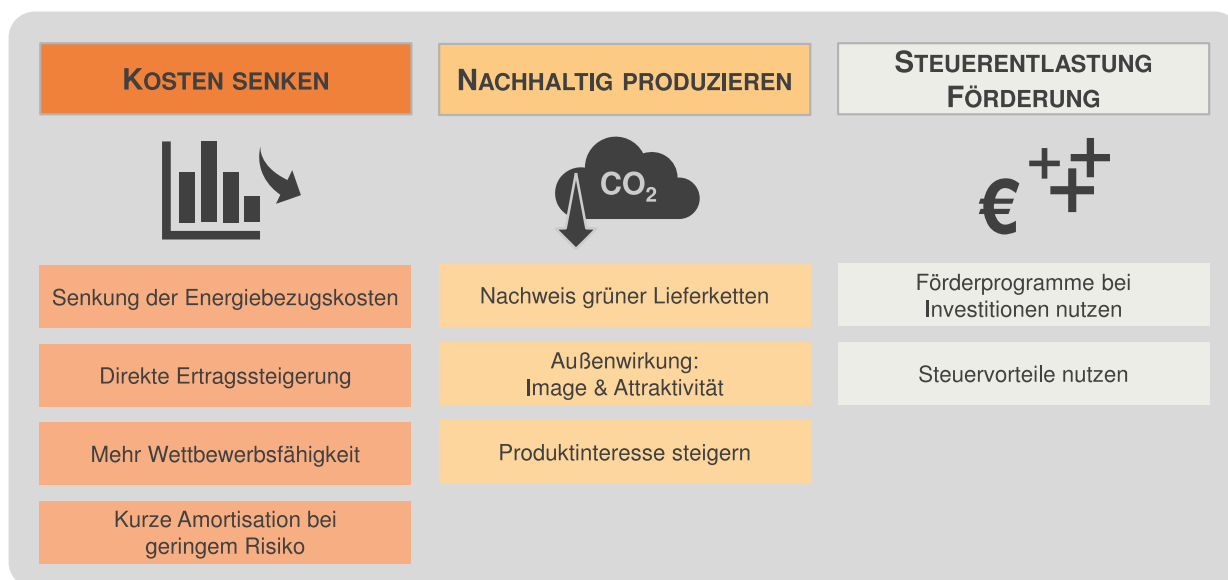 KOSTEN SENKEN
Senkung der Energiebezugskosten
Direkte Ertragssteigerung
Mehr Wettbewerbsfähigkeit
Kurze Amortisation bei
geringem Risiko
NACHHALTIG PRODUZIEREN
CO₂
Nachweis grüner Lieferketten
Außenwirkung:
Image & Attraktivität
Produktinteresse steigern
STEUERENTLASTUNG
FÖRDERUNG
€
Förderprogramme bei
Investitionen nutzen
Steuervorteile nutzen